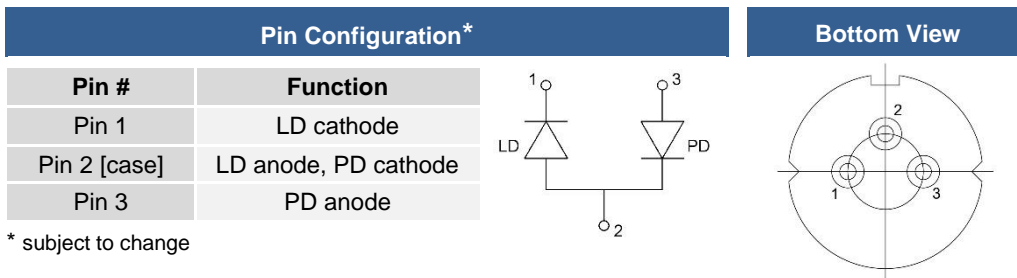 Pin Configuration*
Pin # Function
Pin 1 LD cathode
Pin 2 [case] LD anode, PD cathode
Pin 3 PD anode
* subject to change
1 3
LD PD
2
Bottom View
2
1 3